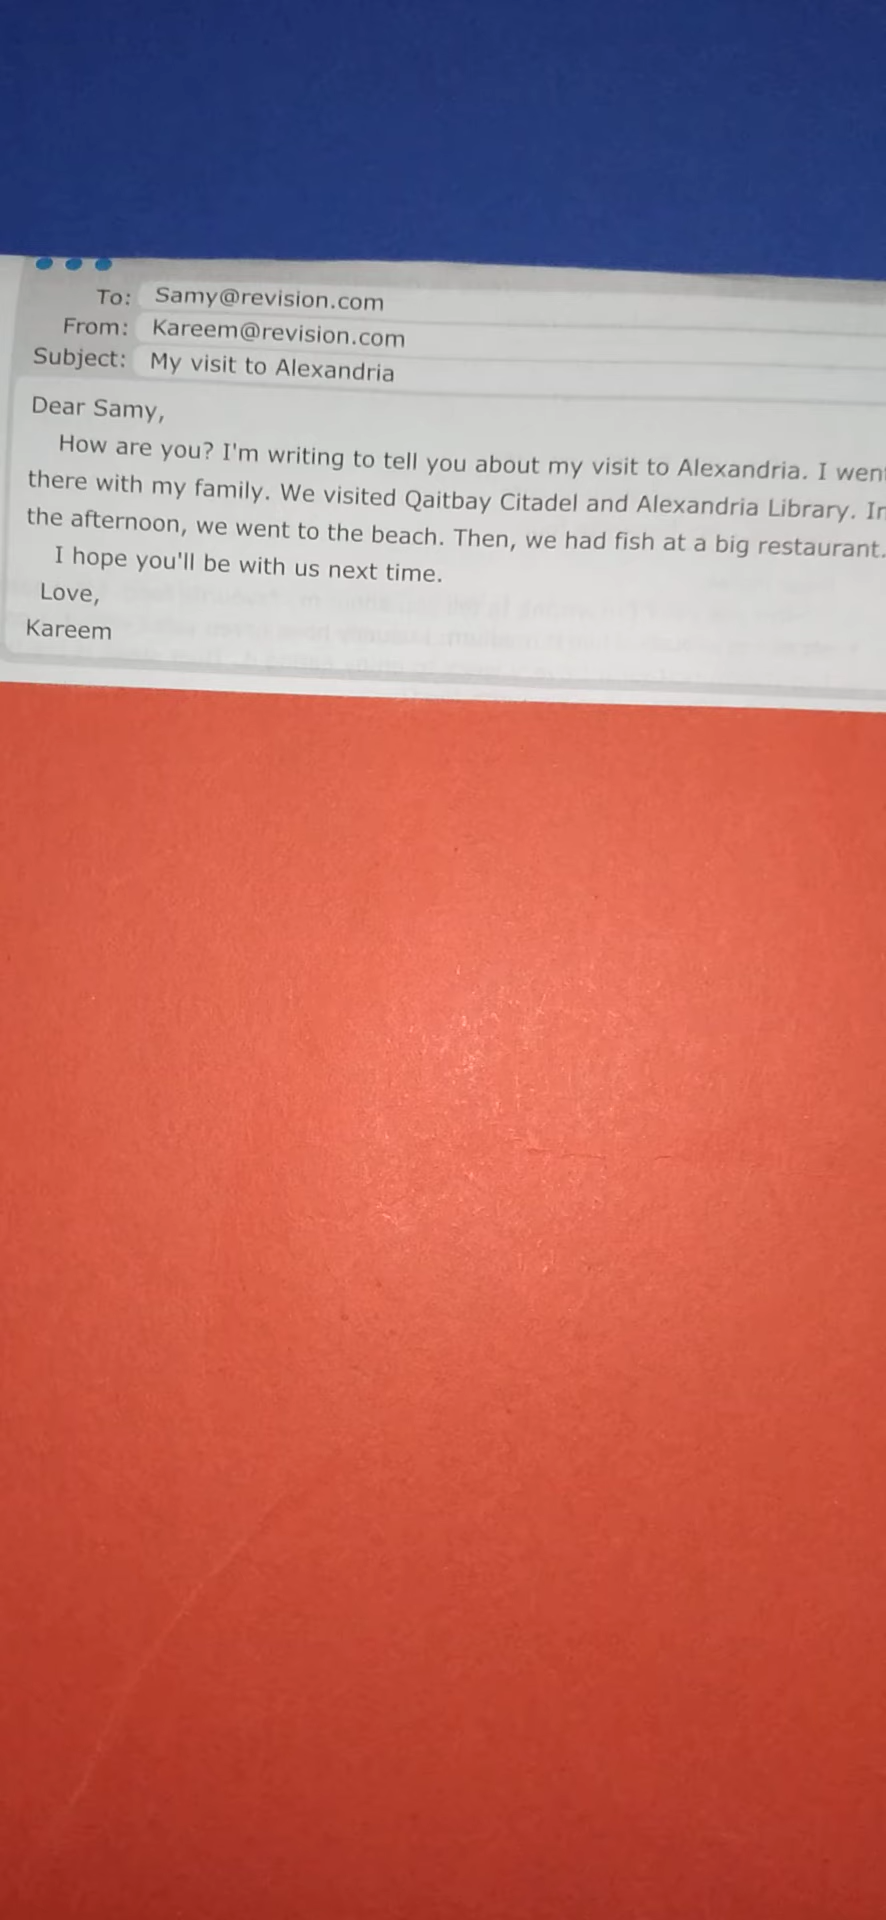 To: Samy@revision.com
From: Kareem@revision.com
Subject: My visit to Alexandria
Dear Samy,
How are you? I'm writing to tell you about my visit to Alexandria. I went
there with my family. We visited Qaitbay Citadel and Alexandria Library. In
the afternoon, we went to the beach. Then, we had fish at a big restaurant.
I hope you'll be with us next time.
Love,
Kareem